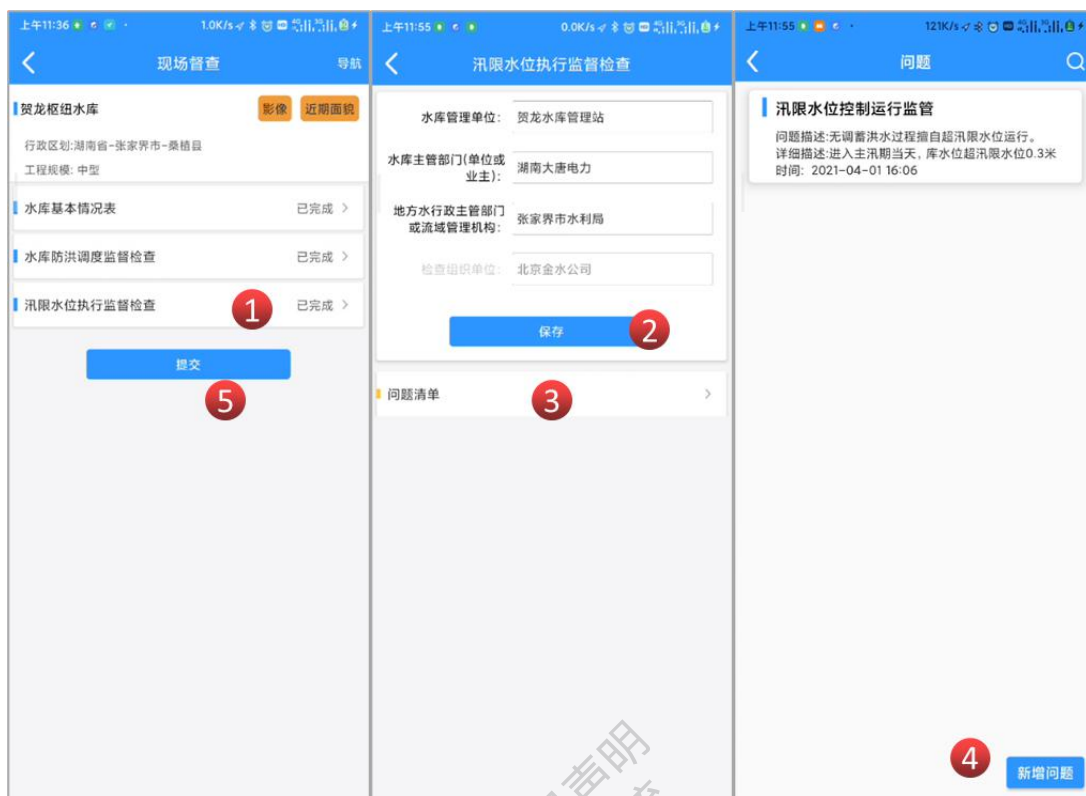 上午11:36
1.0K/s
现场督查
导航
贺龙枢纽水库
影像
近期面貌
行政区划:湖南省-张家界市-桑植县
工程规模: 中型
水库基本情况表
已完成
水库防洪调度监督检查
已完成
汛限水位执行监督检查
1
已完成
提交
5
上午11:55
0.0K/s
汛限水位执行监督检查
水库管理单位:
贺龙水库管理站
水库主管部门(单位或
业主):
湖南大唐电力
地方水行政主管部门
或流域管理机构:
张家界市水利局
检查组织单位:
北京金水公司
保存
2
问题清单
3
上午11:55
121K/s
问题
汛限水位控制运行监管
问题描述:无调蓄洪水过程擅自超汛限水位运行。
详细描述:进入主汛期当天, 库水位超汛限水位0.3米
时间: 2021-04-01 16:06
4
新增问题
声明